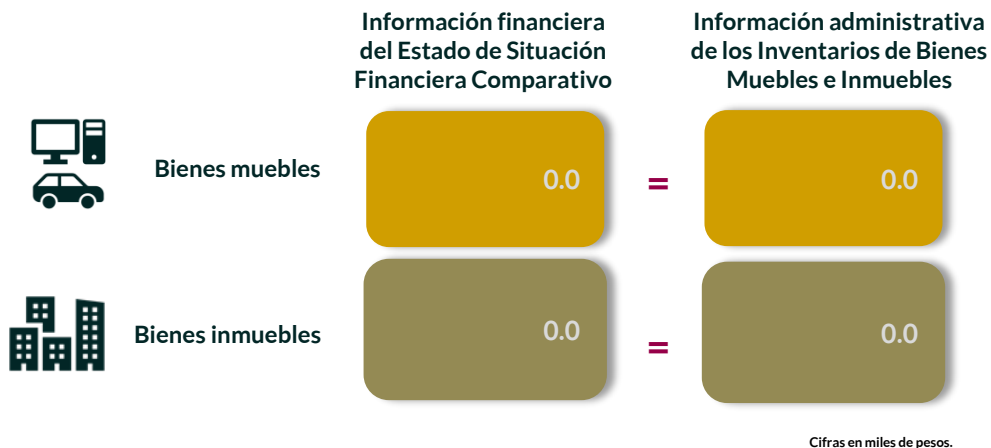 Información financiera
del Estado de Situación
Financiera Comparativo
Información administrativa
de los Inventarios de Bienes
Muebles e Inmuebles
Bienes muebles
0.0
=
0.0
Bienes inmuebles
0.0
=
0.0
Cifras en miles de pesos.